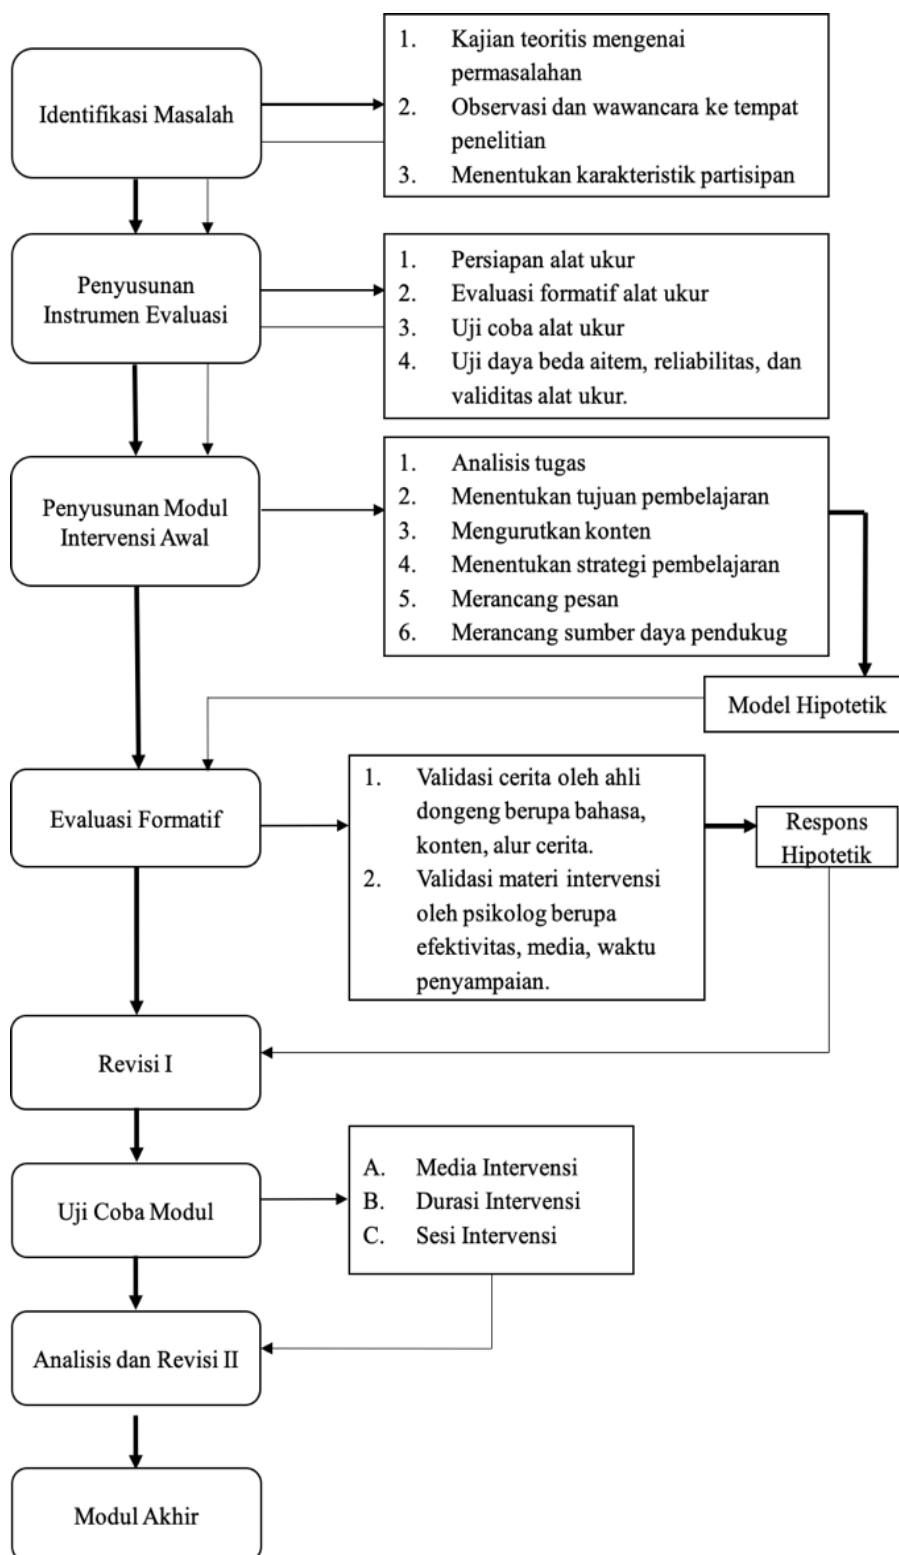 Identifikasi Masalah
1. Kajian teoritis mengenai
permasalahan
2. Observasi dan wawancara ke tempat
penelitian
3. Menentukan karakteristik partisipan
Penyusunan
Instrumen Evaluasi
1. Persiapan alat ukur
2. Evaluasi formatif alat ukur
3. Uji coba alat ukur
4. Uji daya beda aitem, reliabilitas, dan
validitas alat ukur.
Penyusunan Modul
Intervensi Awal
1. Analisis tugas
2. Menentukan tujuan pembelajaran
3. Mengurutkan konten
4. Menentukan strategi pembelajaran
5. Merancang pesan
6. Merancang sumber daya pendukug
Model Hipotetik
Evaluasi Formatif
1. Validasi cerita oleh ahli
dongeng berupa bahasa,
konten, alur cerita.
2. Validasi materi intervensi
oleh psikolog berupa
efektivitas, media, waktu
penyampaian.
Respons
Hipotetik
Revisi I
Uji Coba Modul
A. Media Intervensi
B. Durasi Intervensi
C. Sesi Intervensi
Analisis dan Revisi II
Modul Akhir